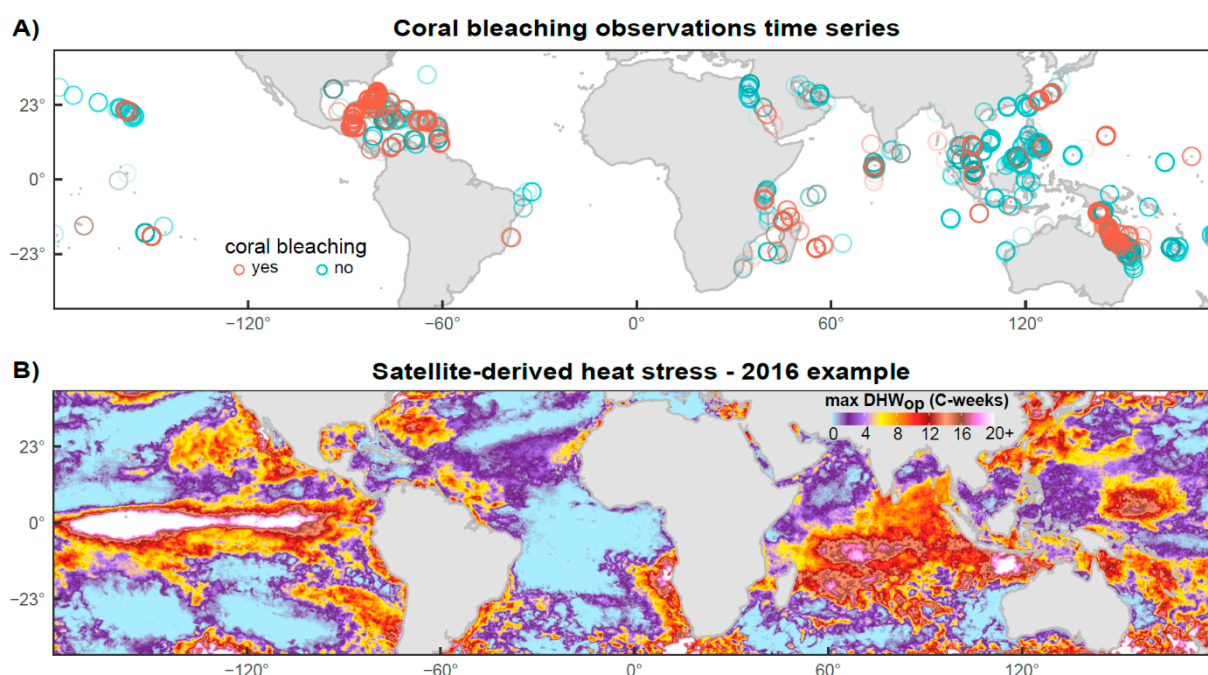 A)
Coral bleaching observations time series
23°
0°
−23°
coral bleaching
yes no
−120° −60° 0° 60° 120°
B)
Satellite-derived heat stress - 2016 example
max DHWop (C-weeks)
0 4 8 12 16 20+
23°
0°
−23°
−120° −60° 0° 60° 120°